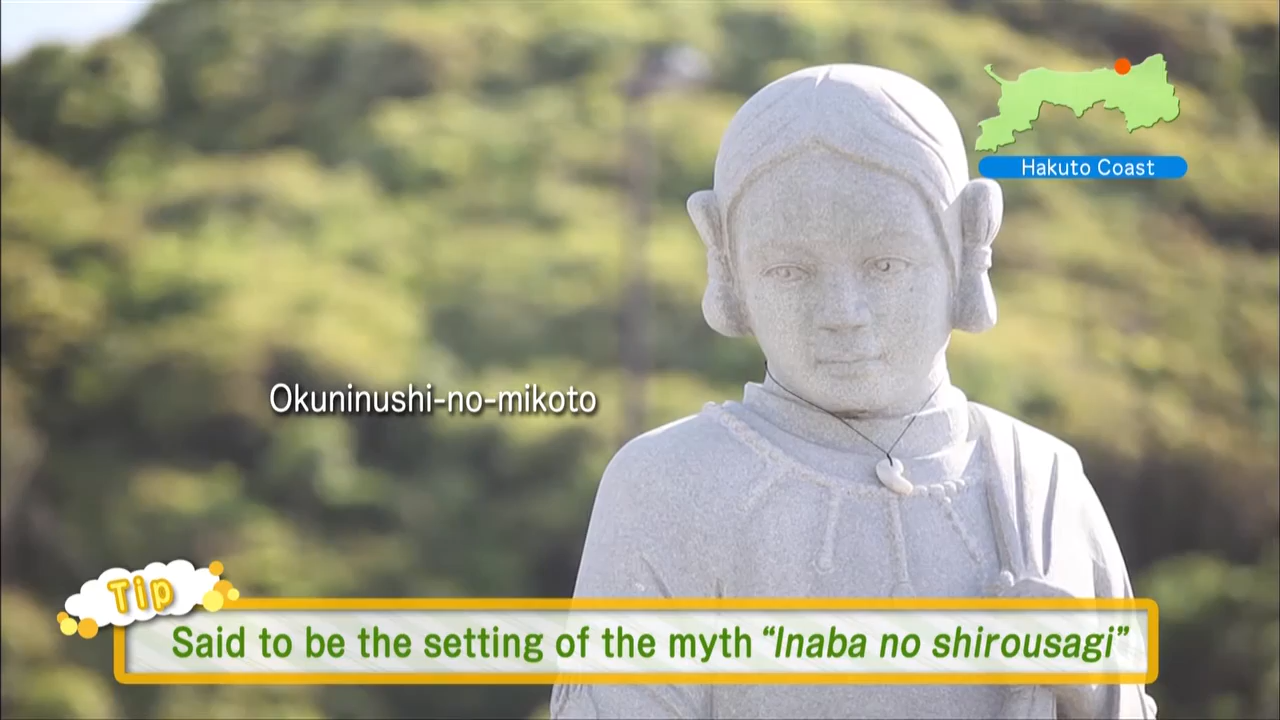 Hakuto Coast
Okuninushi-no-mikoto
Tip
Said to be the setting of the myth “Inaba no shirousagi”